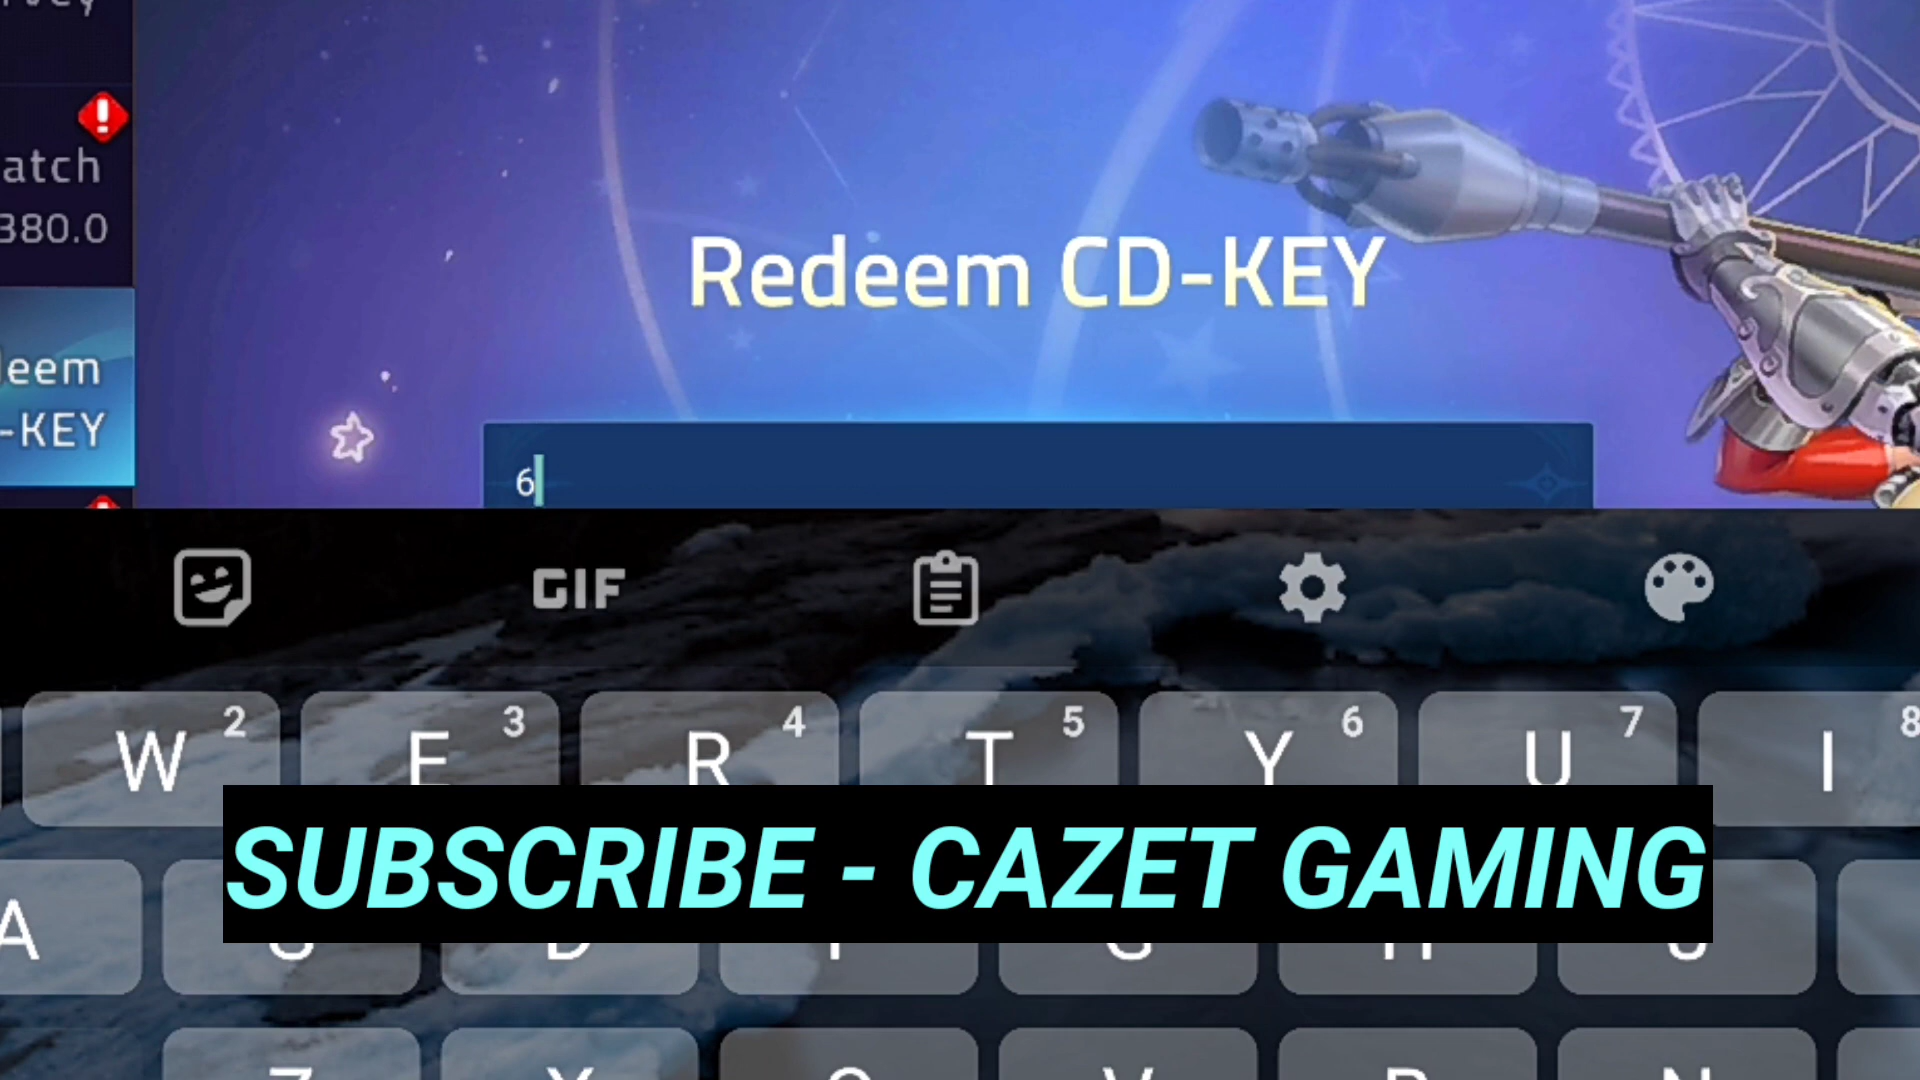 atch
380.0
Redeem CD-KEY
deem
-KEY
6
GIF
W 2 E 3 R 4 T 5 Y 6 U 7 I 8
SUBSCRIBE - CAZET GAMING
A